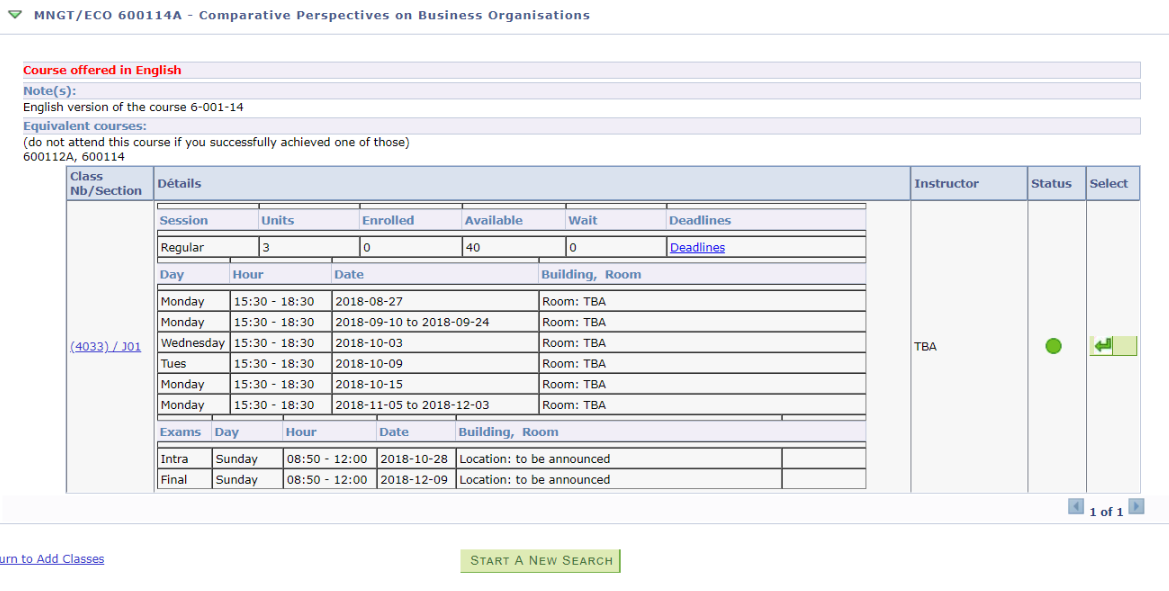 MNGT/ECO 600114A - Comparative Perspectives on Business Organisations
Course offered in English
Note(s):
English version of the course 6-001-14
Equivalent courses:
(do not attend this course if you successfully achieved one of those)
600112A, 600114
Class Nb/Section Détails Instructor Status Select
Session Units Enrolled Available Wait Deadlines
Regular 3 0 40 0 Deadlines
Day Hour Date Building, Room
Monday 15:30 - 18:30 2018-08-27 Room: TBA
Monday 15:30 - 18:30 2018-09-10 to 2018-09-24 Room: TBA
Wednesday 15:30 - 18:30 2018-10-03 Room: TBA
(4033) / J01 TBA
Tues 15:30 - 18:30 2018-10-09 Room: TBA
Monday 15:30 - 18:30 2018-10-15 Room: TBA
Monday 15:30 - 18:30 2018-11-05 to 2018-12-03 Room: TBA
Exams Day Hour Date Building, Room
Intra Sunday 08:50 - 12:00 2018-10-28 Location: to be announced
Final Sunday 08:50 - 12:00 2018-12-09 Location: to be announced
1 of 1
urn to Add Classes START A NEW SEARCH